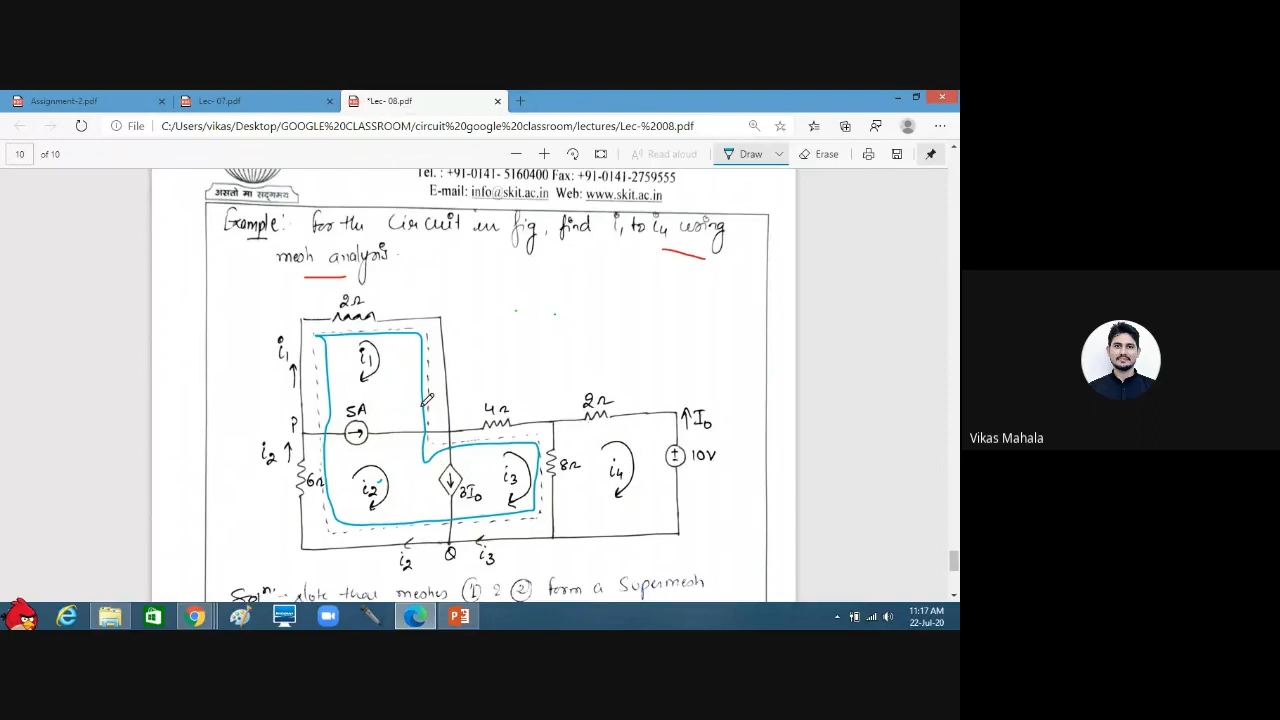 Assignment-2.pdf
Lec- 07.pdf
*Lec- 08.pdf
File C:/Users/vikas/Desktop/GOOGLE%20CLASSROOM/circuit%20google%20classroom/lectures/Lec-%2008.pdf
10 of 10
Read aloud
Draw
Erase
Tel. : +91-0141- 5160400 Fax: +91-0141-2759555
E-mail: info@skit.ac.in Web: www.skit.ac.in
असतो मा सद्गमय
Example: For the Circuit in fig, find i1 to i4 using
mesh analysis.
2Ω
i1
i1
5A
P
4Ω
2Ω
I0
i2
6Ω
i2
3I0
i3
8Ω
i4
10V
i2
Q
i3
Solⁿ:- Note that meshes ① & ② form a Supermesh
Vikas Mahala
11:17 AM
22-Jul-20